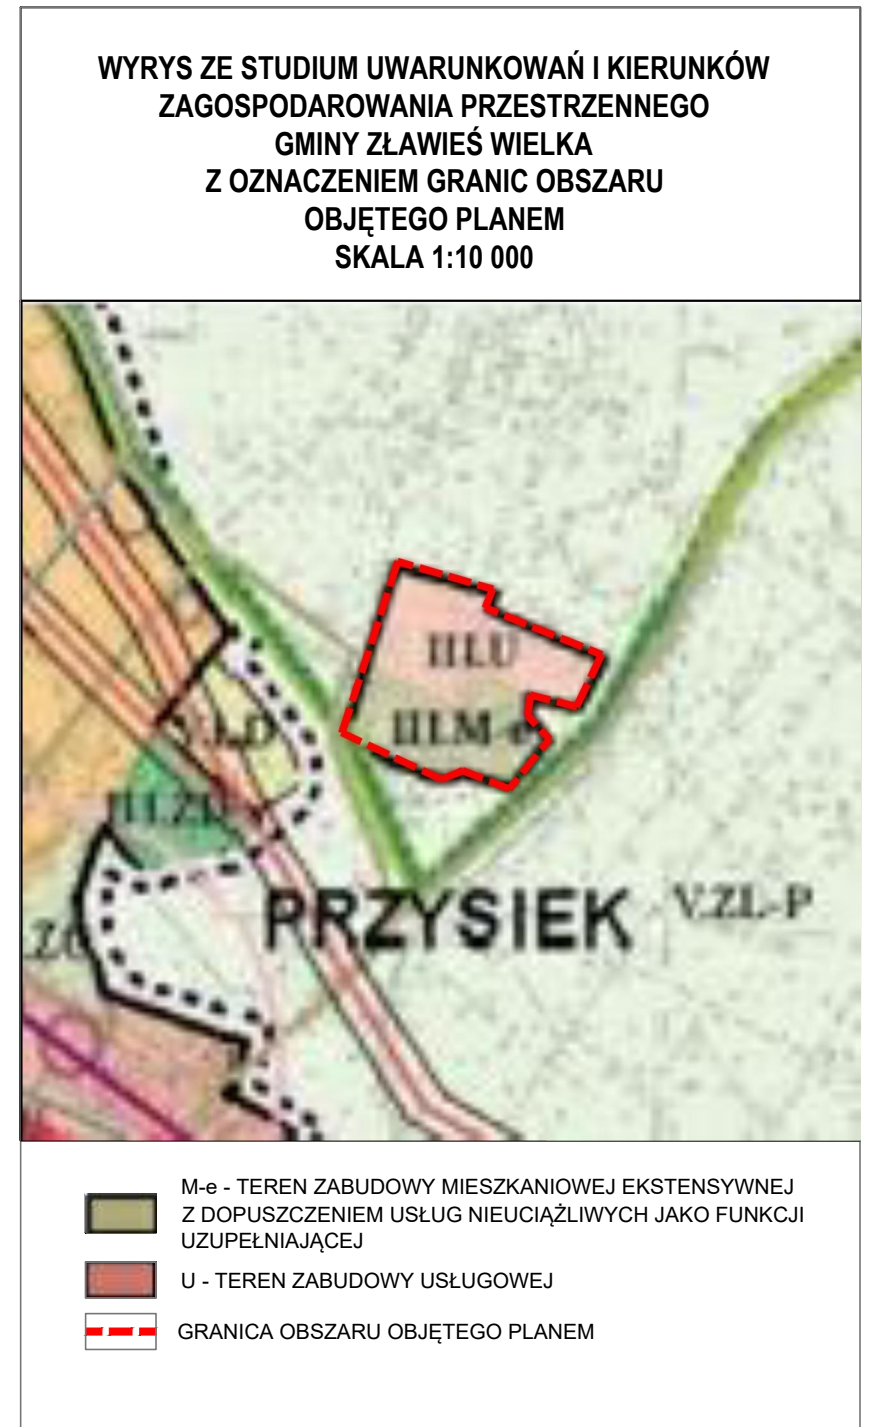 WYRYS ZE STUDIUM UWARUNKOWAŃ I KIERUNKÓW
ZAGOSPODAROWANIA PRZESTRZENNEGO
GMINY ZŁAWIEŚ WIELKA
Z OZNACZENIEM GRANIC OBSZARU
OBJĘTEGO PLANEM
SKALA 1:10 000
III.U
III.M-e
PRZYSIEK
V.ZL-P
M-e - TEREN ZABUDOWY MIESZKANIOWEJ EKSTENSYWNEJ
Z DOPUSZCZENIEM USŁUG NIEUCIĄŻLIWYCH JAKO FUNKCJI
UZUPEŁNIAJĄCEJ
U - TEREN ZABUDOWY USŁUGOWEJ
GRANICA OBSZARU OBJĘTEGO PLANEM